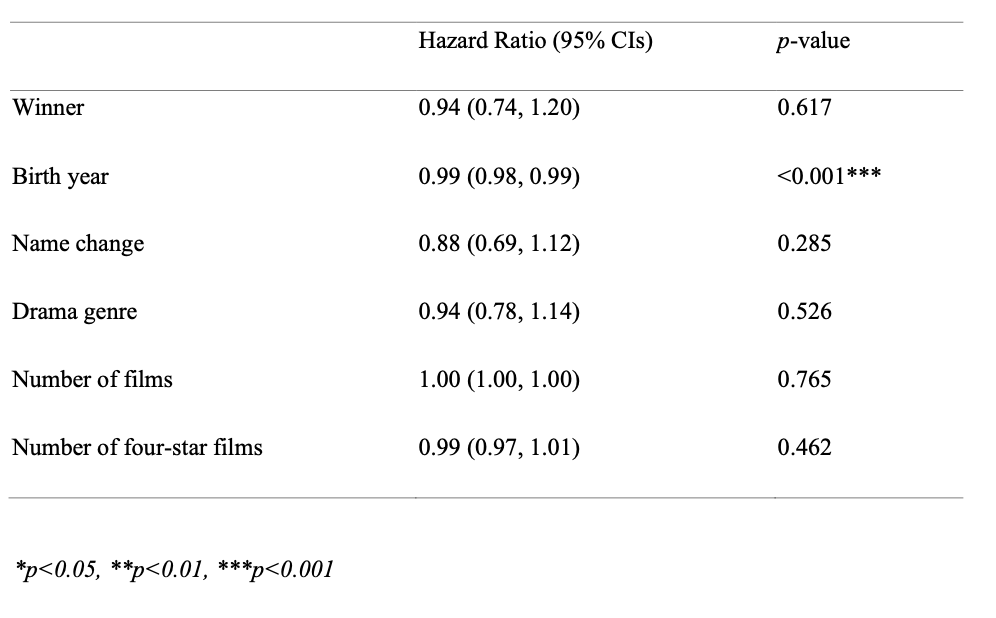 Hazard Ratio (95% CIs) p-value
Winner 0.94 (0.74, 1.20) 0.617
Birth year 0.99 (0.98, 0.99) <0.001***
Name change 0.88 (0.69, 1.12) 0.285
Drama genre 0.94 (0.78, 1.14) 0.526
Number of films 1.00 (1.00, 1.00) 0.765
Number of four-star films 0.99 (0.97, 1.01) 0.462
*p<0.05, **p<0.01, ***p<0.001